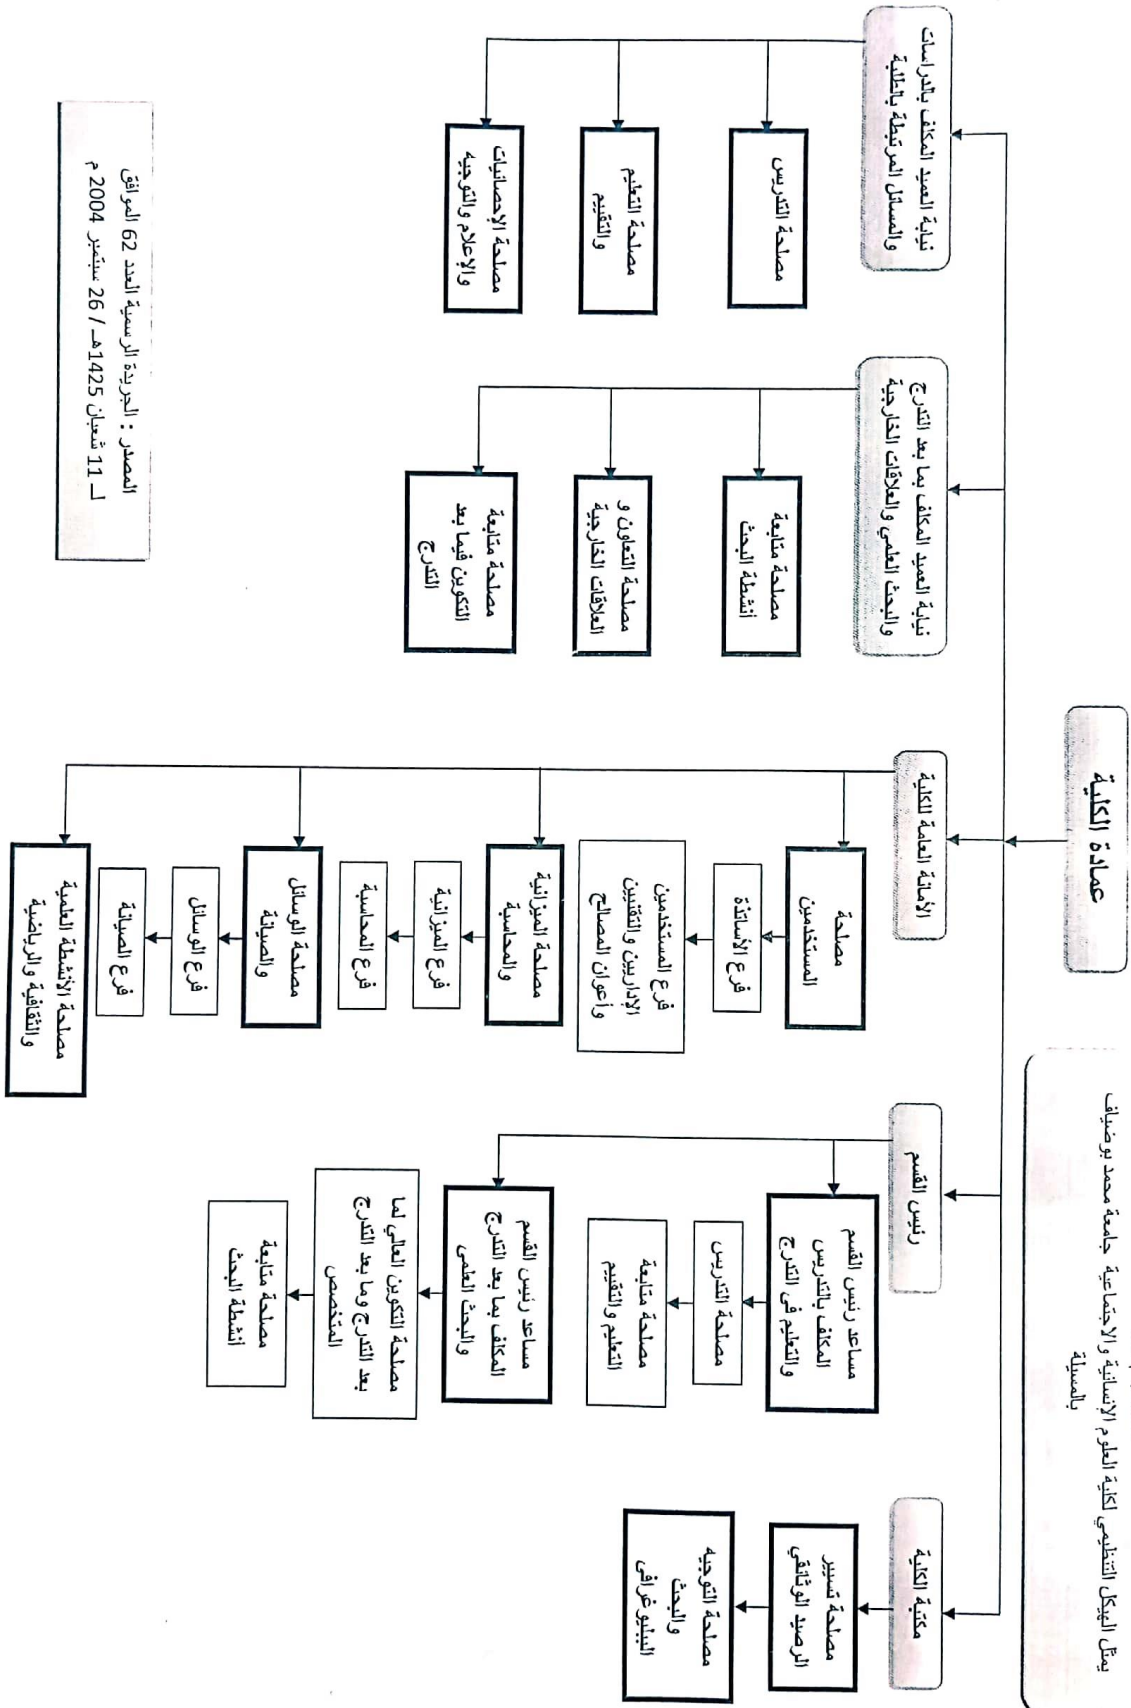 يمثل الهيكل التنظيمي لكلية العلوم الإنسانية والاجتماعية جامعة محمد بوضياف
بالمسيلة
عمادة الكلية
نيابة العميد المكلف بالدراسات
والمسائل المرتبطة بالطلبة
مصلحة التدريس
مصلحة التعليم
والتقييم
مصلحة الإحصائيات
والإعلام والتوجيه
نيابة العميد المكلف بما بعد التدرج
والبحث العلمي والعلاقات الخارجية
مصلحة متابعة
أنشطة البحث
مصلحة التعاون و
العلاقات الخارجية
مصلحة متابعة
التكوين فيما بعد
التدرج
الأمانة العامة للكلية
مصلحة
المستخدمين
فرع الأستاذة
فرع المستخدمين
الإداريين والتقنيين
وأعوان المصالح
مصلحة الميزانية
والمحاسبة
فرع الميزانية
فرع المحاسبة
مصلحة الوسائل
والصيانة
فرع الوسائل
فرع الصيانة
مصلحة الأنشطة العلمية
والثقافية والرياضية
رئيس القسم
مساعد رئيس القسم
المكلف بالتدريس
والتعليم في التدرج
مصلحة التدريس
مصلحة متابعة
التعليم والتقييم
مساعد رئيس القسم
المكلف بما بعد التدرج
والبحث العلمي
مصلحة التكوين العالي لما
بعد التدرج وما بعد التدرج
المتخصص
مصلحة متابعة
أنشطة البحث
مكتبة الكلية
مصلحة تسيير
الرصيد الوثائقي
مصلحة التوجيه
والبحث
الببليوغرافي
المصدر : الجريدة الرسمية العدد 62 الموافق
لـ 11 شعبان 1425هـ / 26 سبتمبر 2004 م